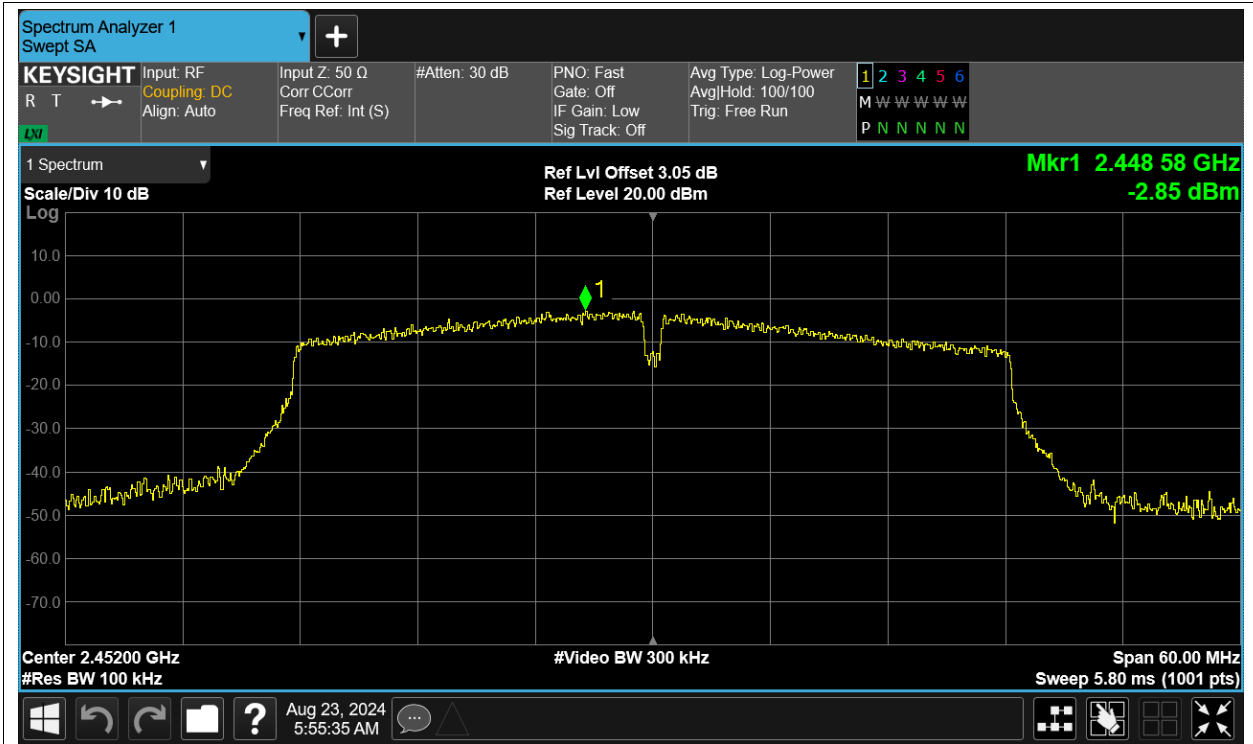 Spectrum Analyzer 1
Swept SA
KEYSIGHT
R T
LXI
Input: RF
Coupling: DC
Align: Auto
Input Z: 50 Ω
Corr CCorr
Freq Ref: Int (S)
#Atten: 30 dB
PNO: Fast
Gate: Off
IF Gain: Low
Sig Track: Off
Avg Type: Log-Power
Avg|Hold: 100/100
Trig: Free Run
1 2 3 4 5 6
M W W W W W
P N N N N N
1 Spectrum
Scale/Div 10 dB
Log
Ref Lvl Offset 3.05 dB
Ref Level 20.00 dBm
Mkr1 2.448 58 GHz
-2.85 dBm
10.0
0.00
-10.0
-20.0
-30.0
-40.0
-50.0
-60.0
-70.0
1
Center 2.45200 GHz
#Res BW 100 kHz
#Video BW 300 kHz
Span 60.00 MHz
Sweep 5.80 ms (1001 pts)
?
Aug 23, 2024
5:55:35 AM